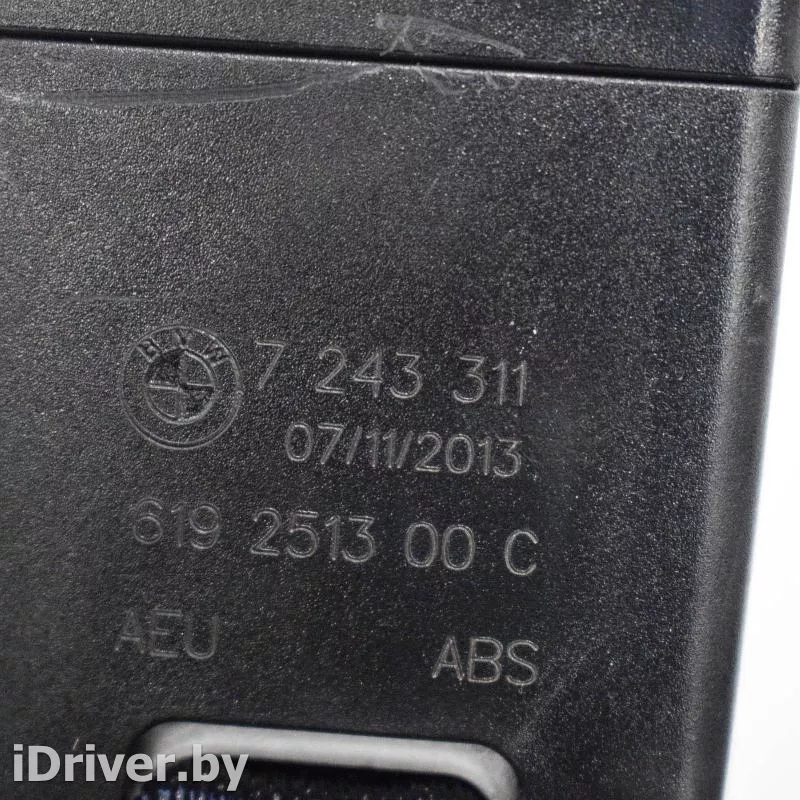 BMW
7 243 311
07/11/2013
619 2513 00 C
AEU ABS
iDriver.by